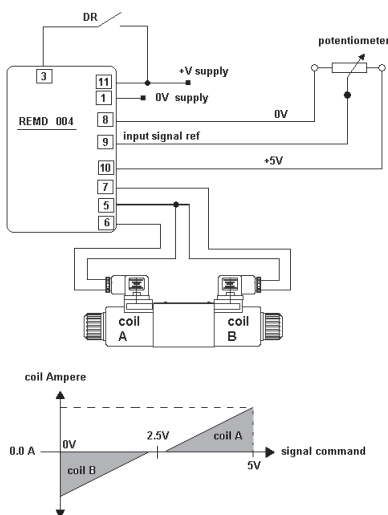 DR
potentiometer
3
11
+V supply
1
0V supply
REMD 004
8
0V
9
input signal ref
10
+5V
7
5
6
coil
A
coil
B
coil Ampere
0.0 A
0V
2.5V
coil A
signal command
coil B
5V